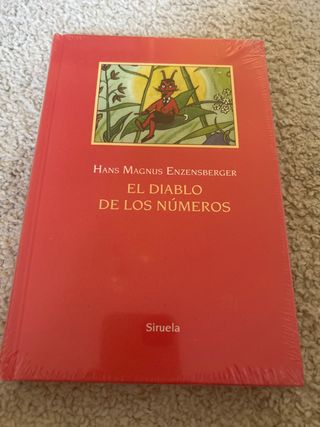 HANS MAGNUS ENZENSBERGER
EL DIABLO
DE LOS NÚMEROS
Siruela